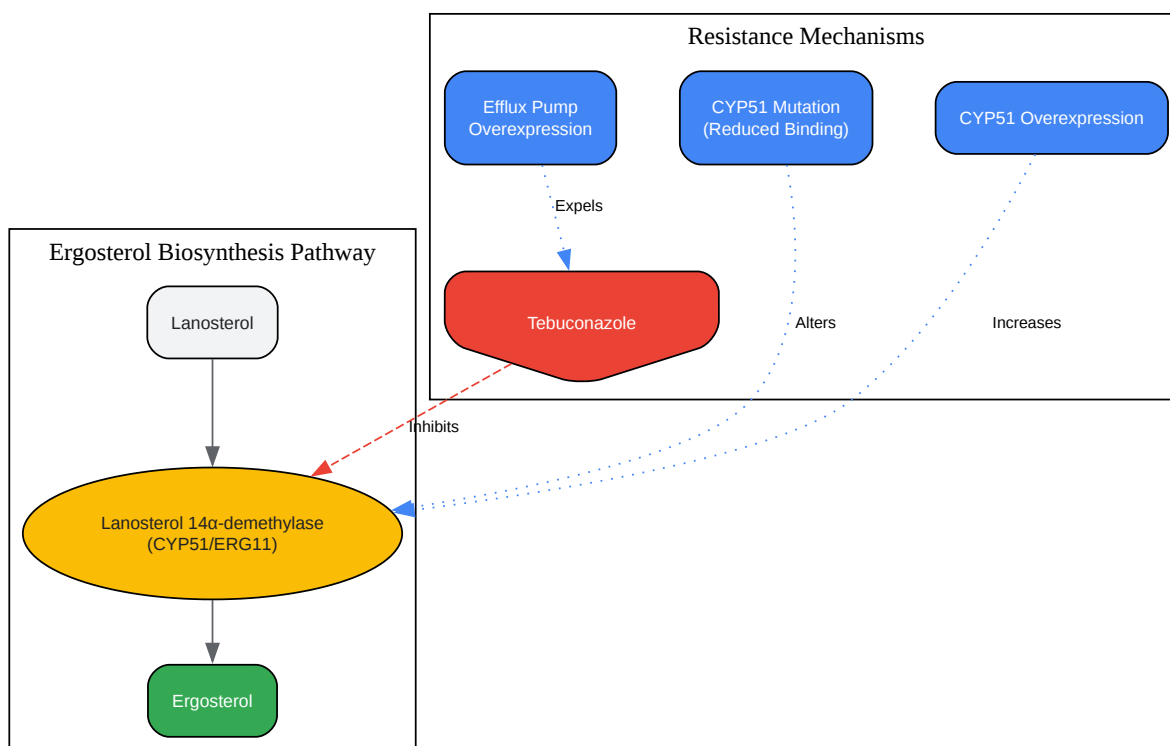 Resistance Mechanisms
Efflux Pump
Overexpression
CYP51 Mutation
(Reduced Binding)
CYP51 Overexpression
Expels
Ergosterol Biosynthesis Pathway
Lanosterol
Tebuconazole
Alters
Increases
Inhibits
Lanosterol 14α-demethylase
(CYP51/ERG11)
Ergosterol